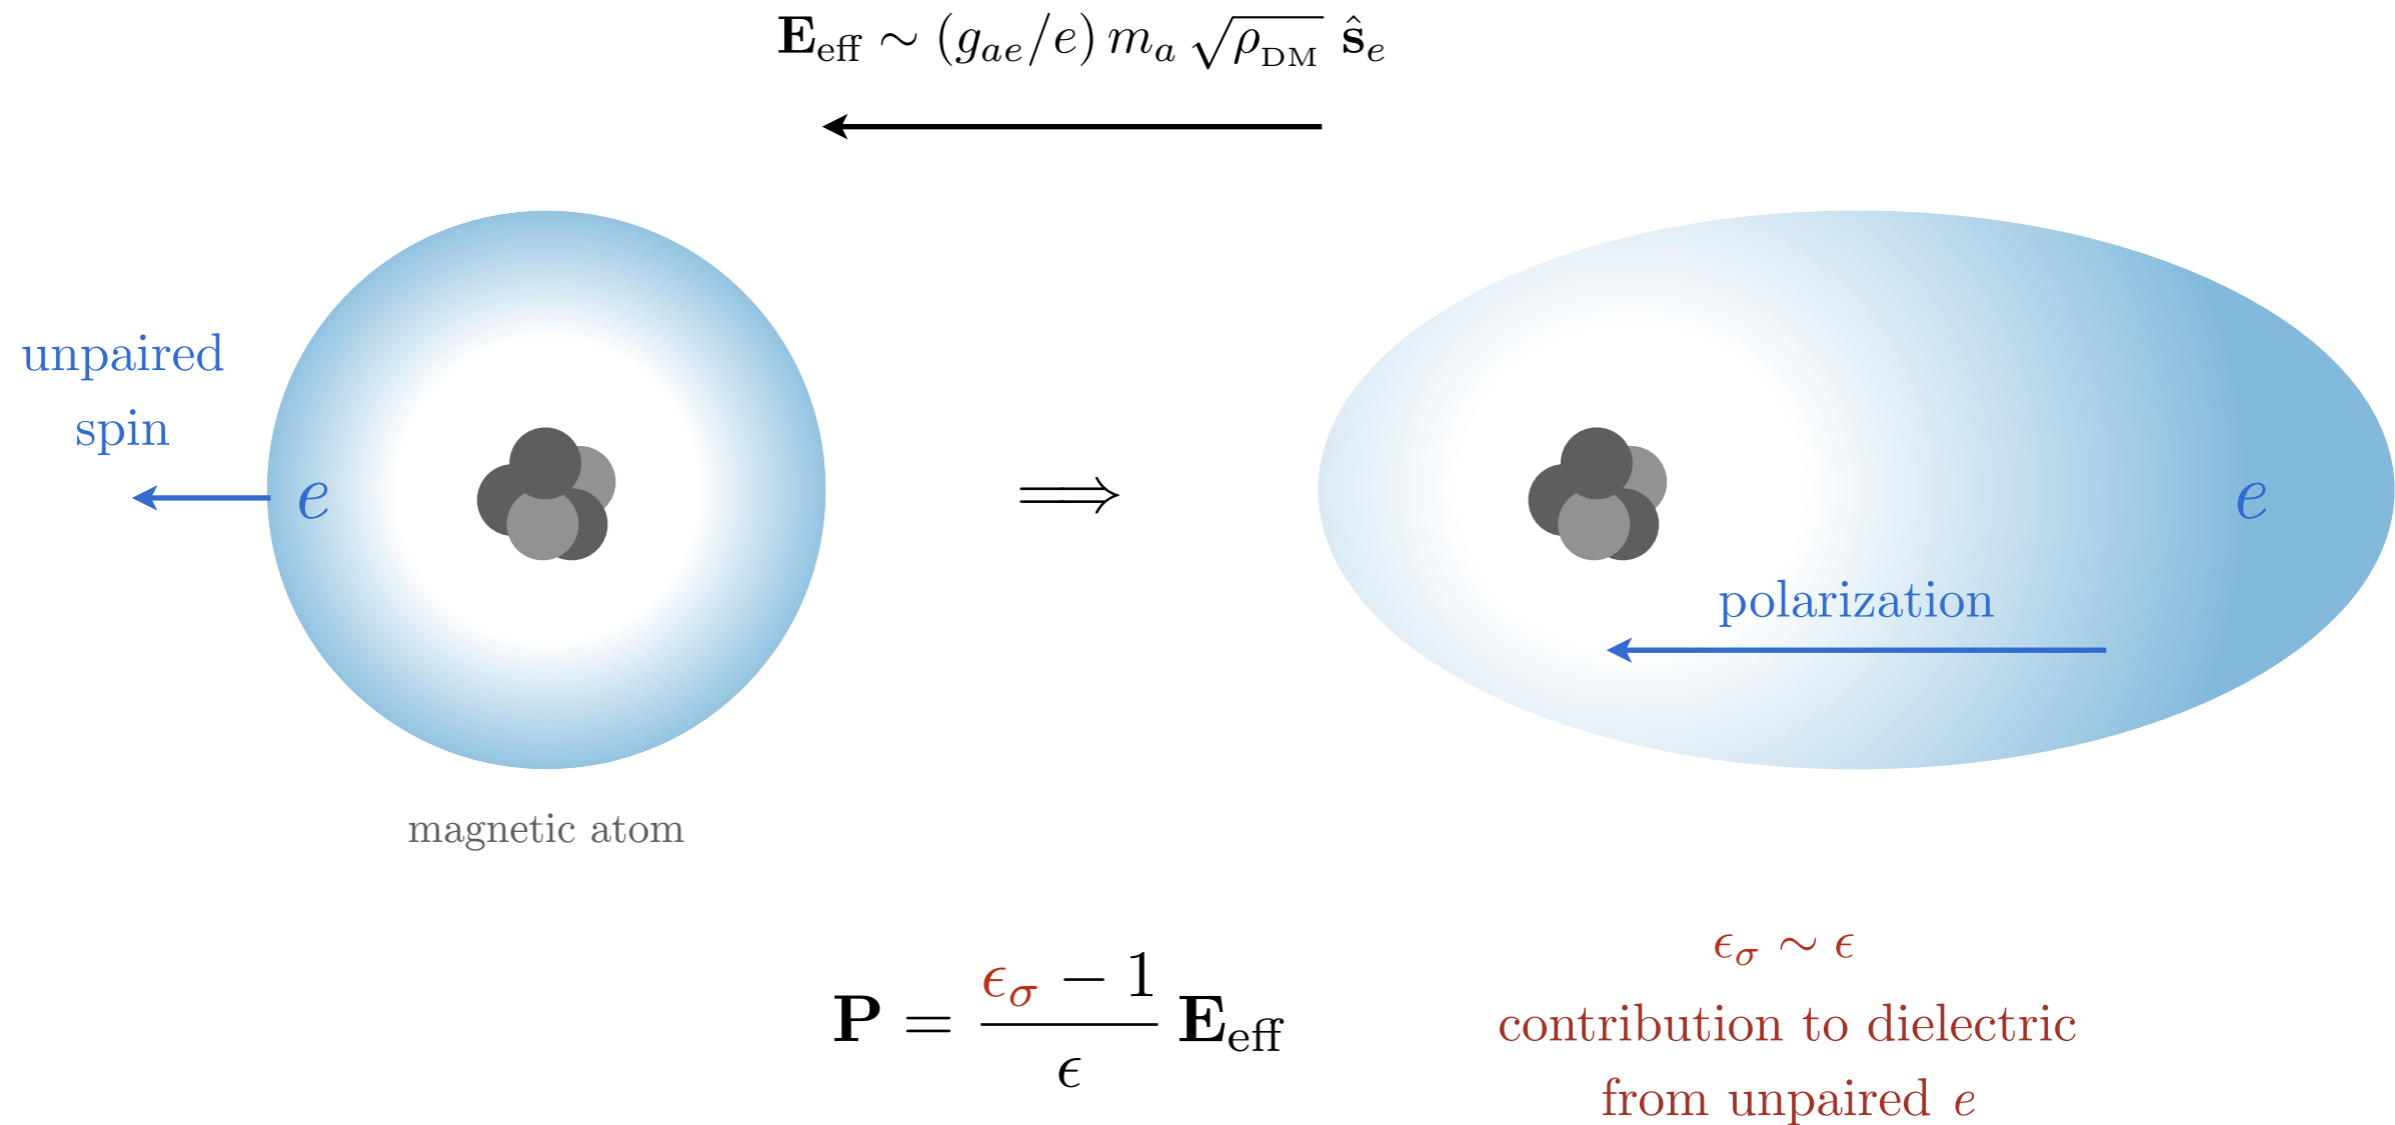 𝐄_eff ∼ (g_ae/e) m_a √ρ_DM ŝ_e
unpaired
spin
e
⟹
e
polarization
magnetic atom
𝐏 = (ϵ_σ − 1)/ϵ 𝐄_eff
ϵ_σ ∼ ϵ
contribution to dielectric
from unpaired e